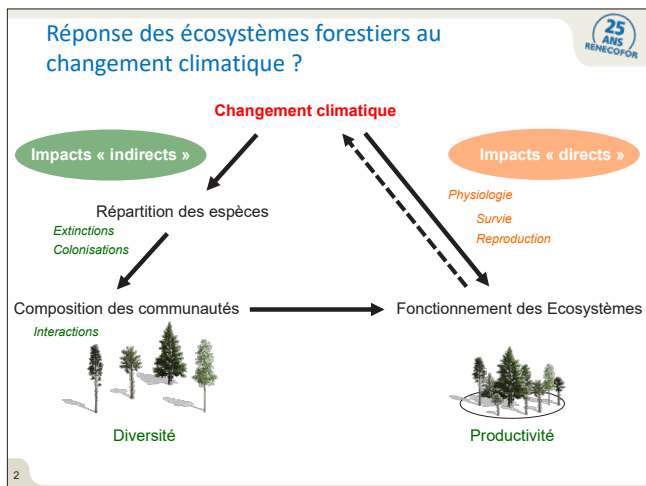 Réponse des écosystèmes forestiers au
changement climatique ?
25
ANS
RENECOFOR
Changement climatique
Impacts « indirects »
Impacts « directs »
Physiologie
Survie
Reproduction
Répartition des espèces
Extinctions
Colonisations
Composition des communautés
Fonctionnement des Ecosystèmes
Interactions
Diversité
Productivité
2